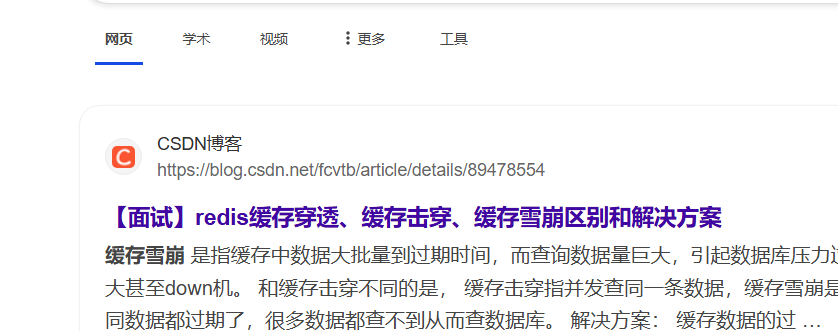 网页 学术 视频 更多 工具
CSDN博客
https://blog.csdn.net/fcvtb/article/details/89478554
【面试】redis缓存穿透、缓存击穿、缓存雪崩区别和解决方案
缓存雪崩 是指缓存中数据大批量到过期时间，而查询数据量巨大，引起数据库压力过
大甚至down机。 和缓存击穿不同的是， 缓存击穿指并发查同一条数据，缓存雪崩是
同数据都过期了，很多数据都查不到从而查数据库。 解决方案： 缓存数据的过 ...